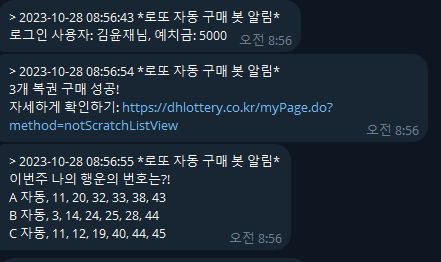 > 2023-10-28 08:56:43 *로또 자동 구매 봇 알림*
로그인 사용자: 김윤재님, 예치금: 5000
오전 8:56
> 2023-10-28 08:56:54 *로또 자동 구매 봇 알림*
3개 복권 구매 성공!
자세하게 확인하기: https://dhlottery.co.kr/myPage.do?
method=notScratchListView
오전 8:56
> 2023-10-28 08:56:55 *로또 자동 구매 봇 알림*
이번주 나의 행운의 번호는?!
A 자동, 11, 20, 32, 33, 38, 43
B 자동, 3, 14, 24, 25, 28, 44
C 자동, 11, 12, 19, 40, 44, 45
오전 8:56